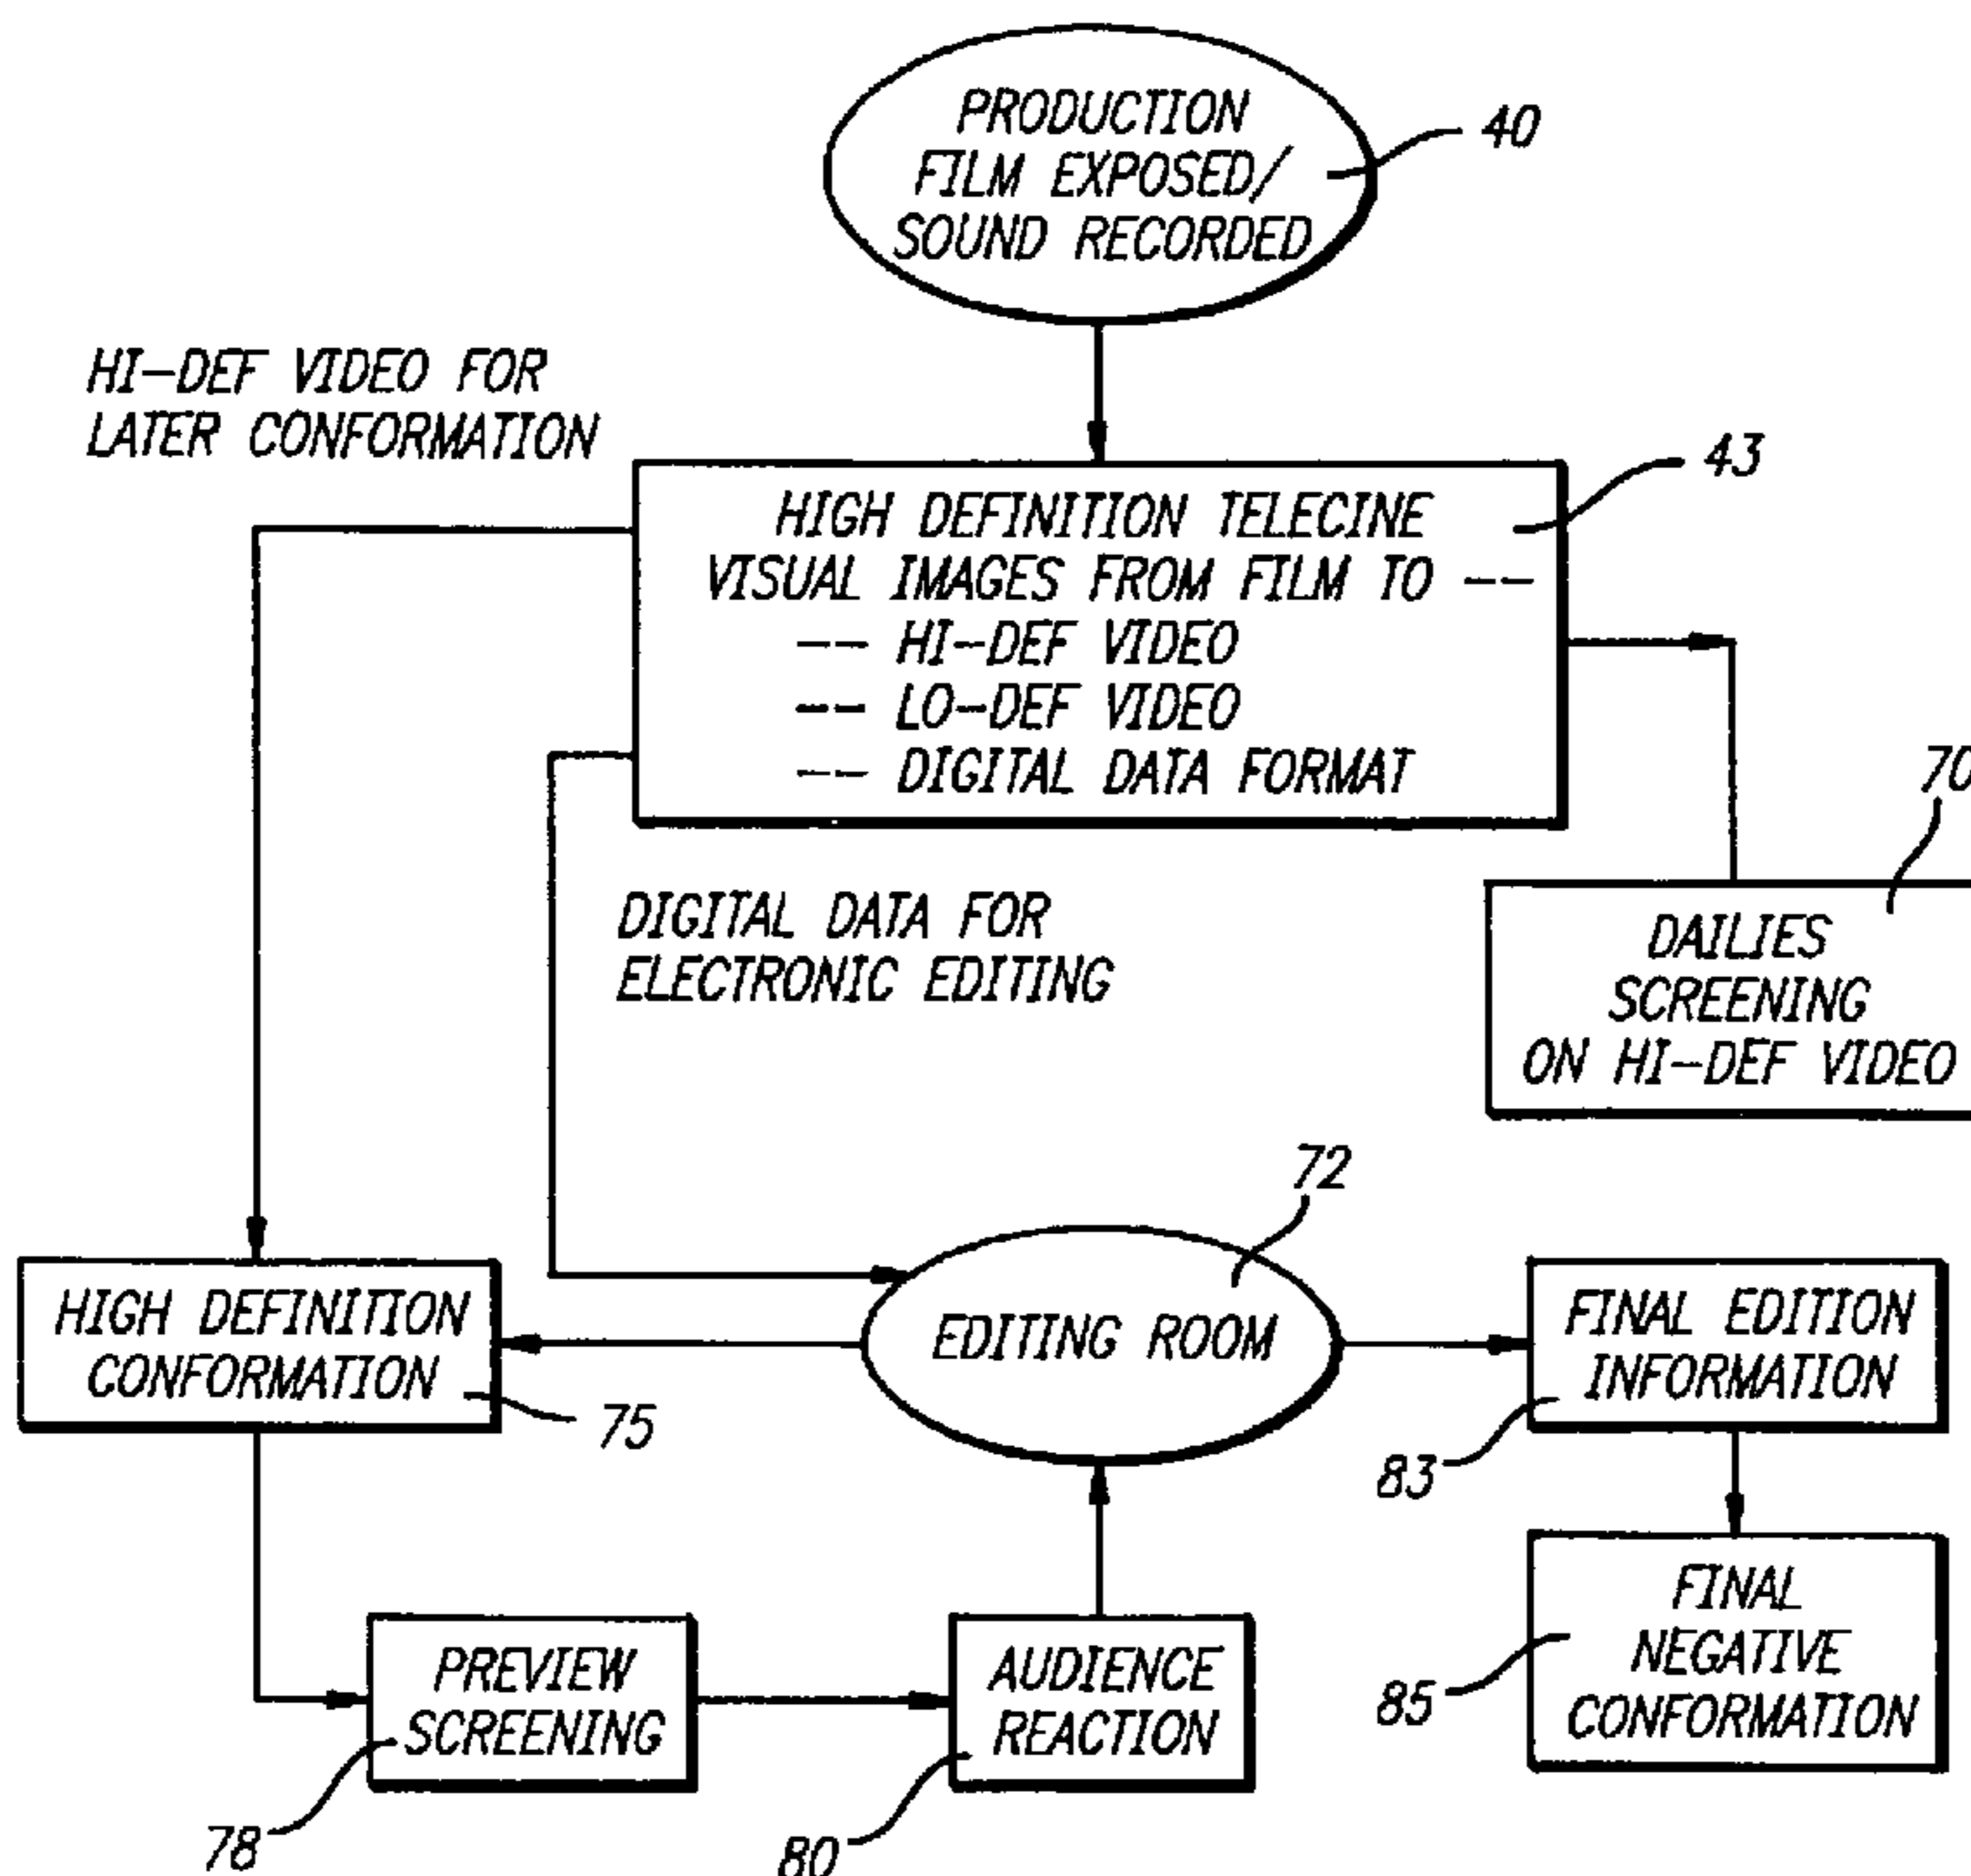 PRODUCTION
FILM EXPOSED/
SOUND RECORDED
40
HI-DEF VIDEO FOR
LATER CONFORMATION
43
HIGH DEFINITION TELECINE
VISUAL IMAGES FROM FILM TO --
-- HI-DEF VIDEO
-- LO-DEF VIDEO
-- DIGITAL DATA FORMAT
70
DIGITAL DATA FOR
ELECTRONIC EDITING
DAILIES
SCREENING
ON HI-DEF VIDEO
72
HIGH DEFINITION
CONFORMATION
75
EDITING ROOM
FINAL EDITION
INFORMATION
83
PREVIEW
SCREENING
78
AUDIENCE
REACTION
80
FINAL
NEGATIVE
CONFORMATION
85